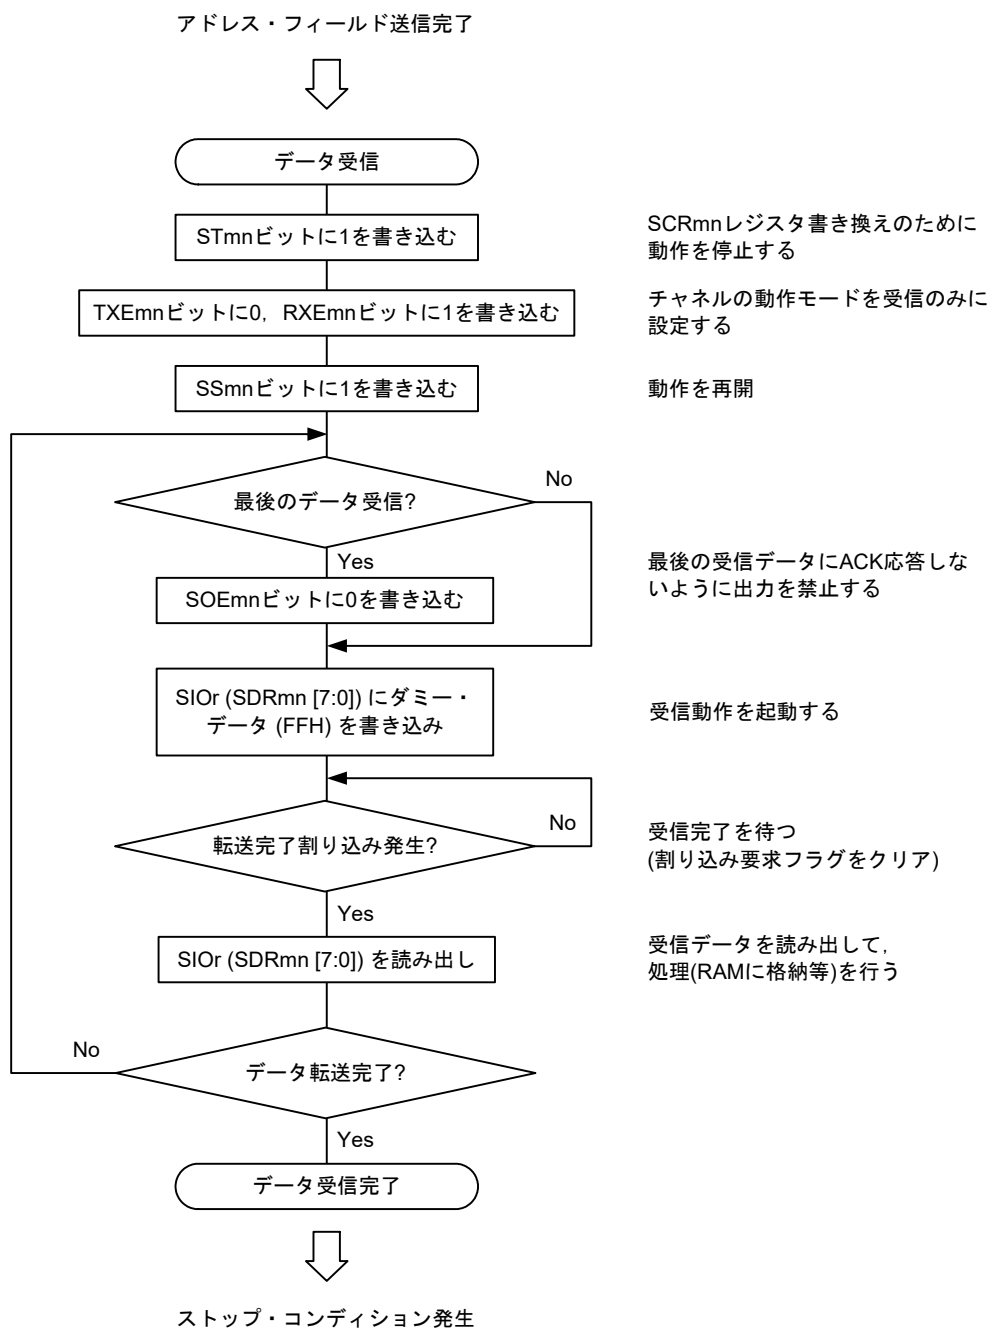 アドレス・フィールド送信完了
データ受信
STmnビットに1を書き込む
SCRmnレジスタ書き換えのために
動作を停止する
TXEmnビットに0, RXEmnビットに1を書き込む
チャネルの動作モードを受信のみに
設定する
SSmnビットに1を書き込む
動作を再開
最後のデータ受信?
No
Yes
SOEmnビットに0を書き込む
最後の受信データにACK応答しな
いように出力を禁止する
SIOr (SDRmn [7:0]) にダミー・
データ (FFH) を書き込み
受信動作を起動する
転送完了割り込み発生?
No
受信完了を待つ
(割り込み要求フラグをクリア)
Yes
SIOr (SDRmn [7:0]) を読み出し
受信データを読み出して,
処理(RAMに格納等)を行う
No
データ転送完了?
Yes
データ受信完了
ストップ・コンディション発生